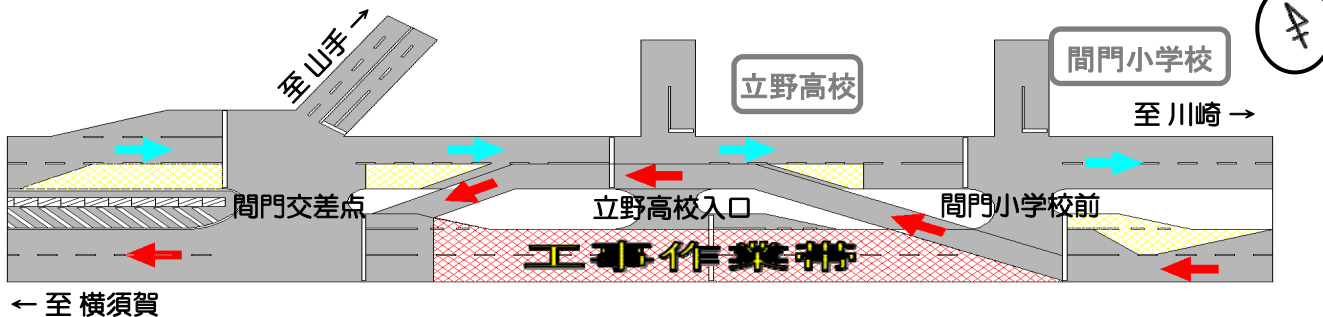 至 山手 →
立野高校
間門小学校
至 川崎 →
間門交差点
立野高校入口
間門小学校前
工事作業帯
← 至 横須賀